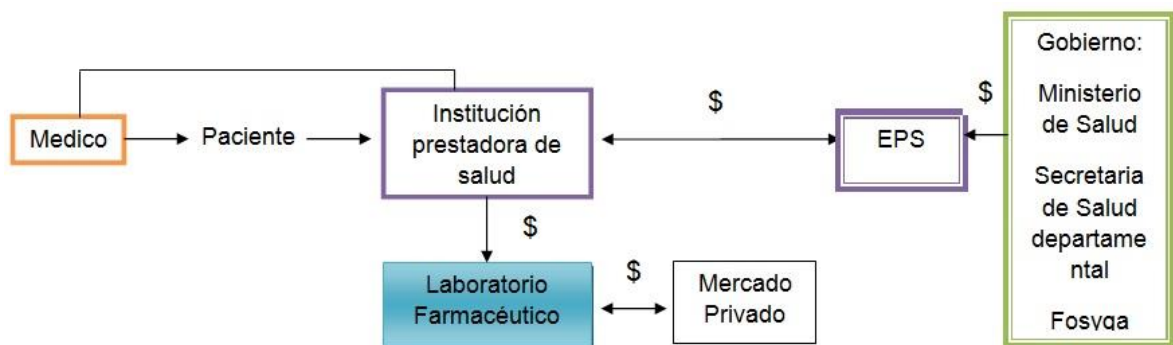 Medico
Paciente
Institución
prestadora de
salud
$
EPS
$
Gobierno:
Ministerio
de Salud
Secretaria
de Salud
departame
ntal
Fosyga
$
Laboratorio
Farmacéutico
$
Mercado
Privado